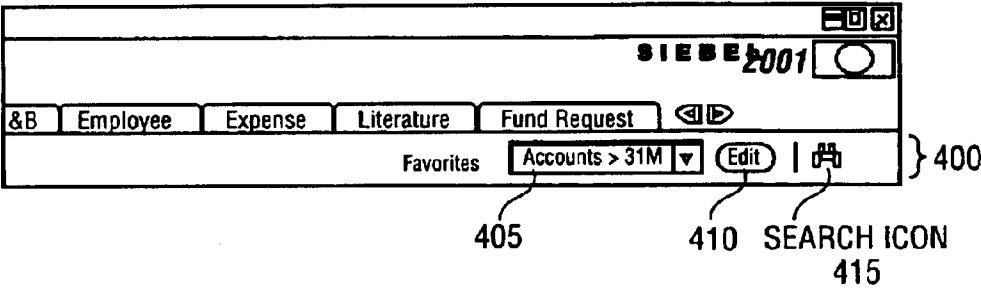 SIEBEL 2001
&B Employee Expense Literature Fund Request
Favorites Accounts > 31M Edit 400
405 410 SEARCH ICON
415